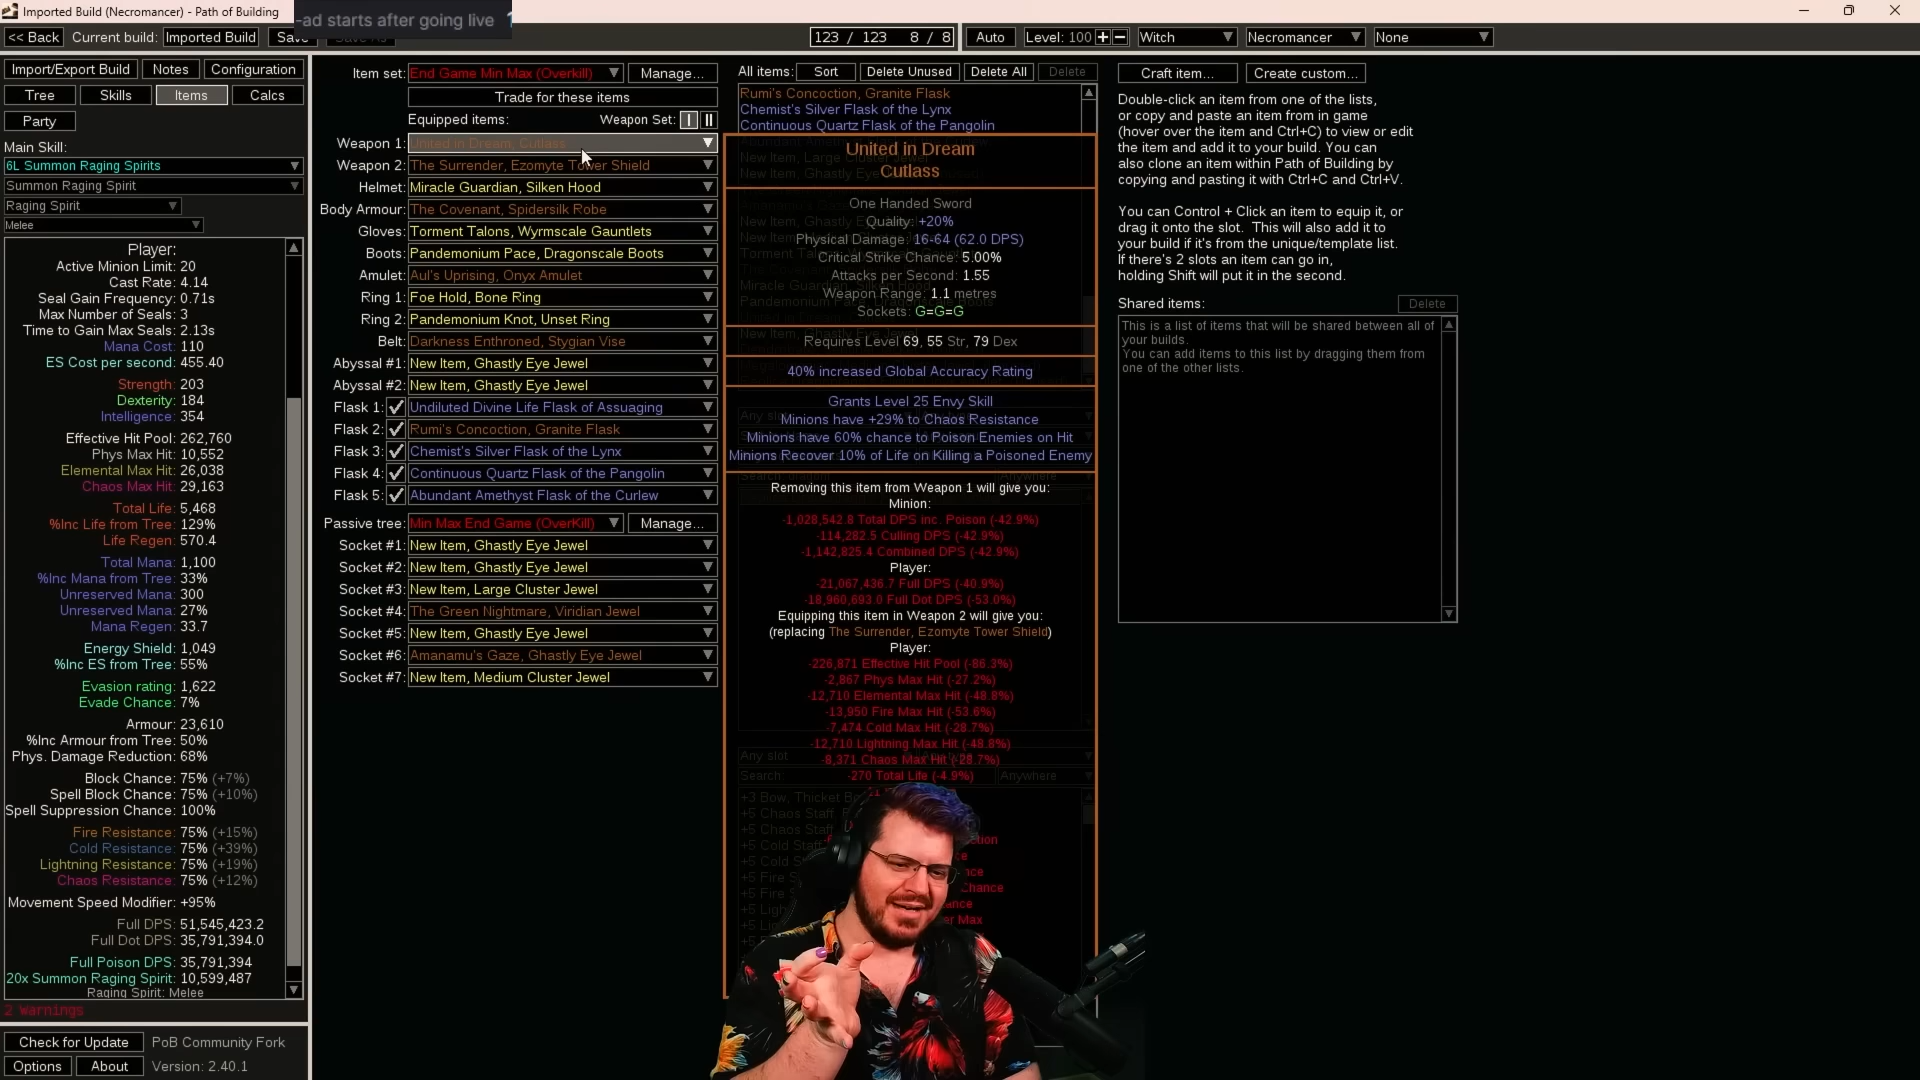 Imported Build (Necromancer) - Path of Building
-ad starts after going live
<< Back
Current build:
Imported Build
Save
Save As
123 / 123 8 / 8
Auto
Level: 100
Witch
Necromancer
None
Import/Export Build
Notes
Configuration
Tree
Skills
Items
Calcs
Party
Main Skill:
6L Summon Raging Spirits
Summon Raging Spirit
Raging Spirit
Melee
Player:
Active Minion Limit: 20
Cast Rate: 4.14
Seal Gain Frequency: 0.71s
Max Number of Seals: 3
Time to Gain Max Seals: 2.13s
Mana Cost: 110
ES Cost per second: 455.40
Strength: 203
Dexterity: 184
Intelligence: 354
Effective Hit Pool: 262,760
Phys Max Hit: 10,552
Elemental Max Hit: 26,038
Chaos Max Hit: 29,163
Total Life: 5,468
%Inc Life from Tree: 129%
Life Regen: 570.4
Total Mana: 1,100
%Inc Mana from Tree: 33%
Unreserved Mana: 300
Unreserved Mana: 27%
Mana Regen: 33.7
Energy Shield: 1,049
%Inc ES from Tree: 55%
Evasion rating: 1,622
Evade Chance: 7%
Armour: 23,610
%Inc Armour from Tree: 50%
Phys. Damage Reduction: 68%
Block Chance: 75% (+7%)
Spell Block Chance: 75% (+10%)
Spell Suppression Chance: 100%
Fire Resistance: 75% (+15%)
Cold Resistance: 75% (+39%)
Lightning Resistance: 75% (+19%)
Chaos Resistance: 75% (+12%)
Movement Speed Modifier: +95%
Full DPS: 51,545,423.2
Full Dot DPS: 35,791,394.0
Full Poison DPS: 35,791,394
20x Summon Raging Spirit: 10,599,487
Raging Spirit: Melee
2 Warnings
Check for Update
PoB Community Fork
Options
About
Version: 2.40.1
Item set: End Game Min Max (Overkill)
Manage...
Trade for these items
Equipped items:
Weapon Set: I II
Weapon 1: United in Dream, Cutlass
Weapon 2: The Surrender, Ezomyte Tower Shield
Helmet: Miracle Guardian, Silken Hood
Body Armour: The Covenant, Spidersilk Robe
Gloves: Torment Talons, Wyrmscale Gauntlets
Boots: Pandemonium Pace, Dragonscale Boots
Amulet: Aul's Uprising, Onyx Amulet
Ring 1: Foe Hold, Bone Ring
Ring 2: Pandemonium Knot, Unset Ring
Belt: Darkness Enthroned, Stygian Vise
Abyssal #1: New Item, Ghastly Eye Jewel
Abyssal #2: New Item, Ghastly Eye Jewel
Flask 1: Undiluted Divine Life Flask of Assuaging
Flask 2: Rumi's Concoction, Granite Flask
Flask 3: Chemist's Silver Flask of the Lynx
Flask 4: Continuous Quartz Flask of the Pangolin
Flask 5: Abundant Amethyst Flask of the Curlew
Passive tree: Min Max End Game (OverKill)
Manage...
Socket #1: New Item, Ghastly Eye Jewel
Socket #2: New Item, Ghastly Eye Jewel
Socket #3: New Item, Large Cluster Jewel
Socket #4: The Green Nightmare, Viridian Jewel
Socket #5: New Item, Ghastly Eye Jewel
Socket #6: Amanamu's Gaze, Ghastly Eye Jewel
Socket #7: New Item, Medium Cluster Jewel
All items:
Sort
Delete Unused
Delete All
Delete
Rumi's Concoction, Granite Flask
Chemist's Silver Flask of the Lynx
Continuous Quartz Flask of the Pangolin
United in Dream
Cutlass
One Handed Sword
Quality: +20%
Physical Damage: 16-64 (62.0 DPS)
Critical Strike Chance: 5.00%
Attacks per Second: 1.55
Weapon Range: 1.1 metres
Sockets: G=G=G
Requires Level 69, 55 Str, 79 Dex
40% increased Global Accuracy Rating
Grants Level 25 Envy Skill
Minions have +29% to Chaos Resistance
Minions have 60% chance to Poison Enemies on Hit
Minions Recover 10% of Life on Killing a Poisoned Enemy
Removing this item from Weapon 1 will give you:
Minion:
-1,028,542.8 Total DPS inc. Poison (-42.9%)
-114,282.5 Culling DPS (-42.9%)
-1,142,825.4 Combined DPS (-42.9%)
Player:
-21,067,436.7 Full DPS (-40.9%)
-18,960,693.0 Full Dot DPS (-53.0%)
Equipping this item in Weapon 2 will give you:
(replacing The Surrender, Ezomyte Tower Shield)
Player:
-226,871 Effective Hit Pool (-86.3%)
-2,867 Phys Max Hit (-27.2%)
-12,710 Elemental Max Hit (-48.8%)
-13,950 Fire Max Hit (-53.6%)
-7,474 Cold Max Hit (-28.7%)
-12,710 Lightning Max Hit (-48.8%)
-8,371 Chaos Max Hit (-28.7%)
-270 Total Life (-4.9%)
Any slot
Search
Anywhere
+3 Bow, Thicket
+5 Chaos Staff
+5 Chaos Staff
+5 Cold Staff
Craft item...
Create custom...
Double-click an item from one of the lists,
or copy and paste an item from in game
(hover over the item and Ctrl+C) to view or edit
the item and add it to your build. You can
also clone an item within Path of Building by
copying and pasting it with Ctrl+C and Ctrl+V.
You can Control + Click an item to equip it, or
drag it onto the slot. This will also add it to
your build if it's from the unique/template list.
If there's 2 slots an item can go in,
holding Shift will put it in the second.
Shared items:
Delete
This is a list of items that will be shared between all of
your builds.
You can add items to this list by dragging them from
one of the other lists.